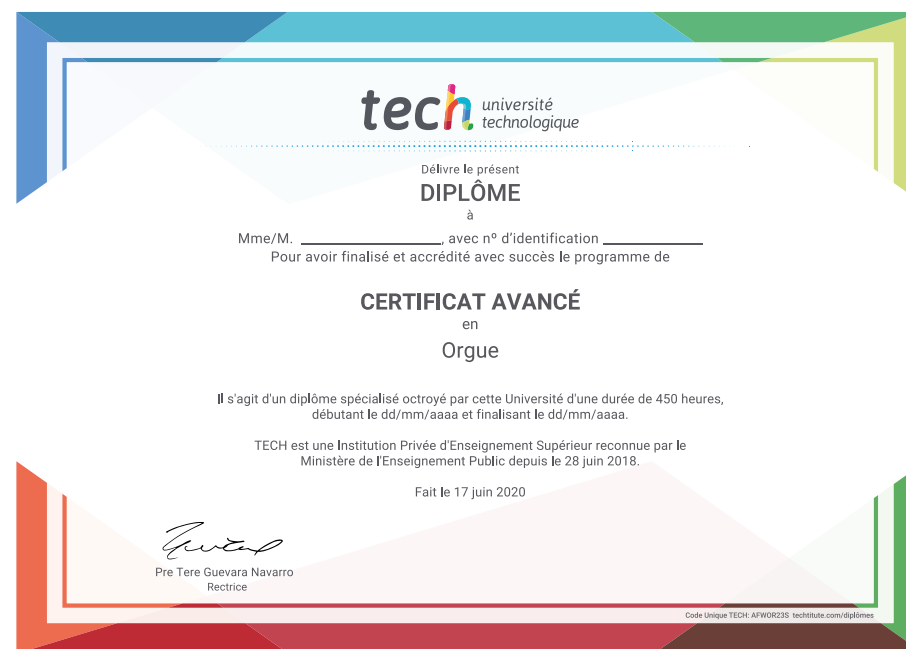 tech université
technologique
Délivre le présent
DIPLÔME
à
Mme/M. ____________________, avec nº d'identification ______________
Pour avoir finalisé et accrédité avec succès le programme de
CERTIFICAT AVANCÉ
en
Orgue
Il s'agit d'un diplôme spécialisé octroyé par cette Université d'une durée de 450 heures,
débutant le dd/mm/aaaa et finalisant le dd/mm/aaaa.
TECH est une Institution Privée d'Enseignement Supérieur reconnue par le
Ministère de l'Enseignement Public depuis le 28 juin 2018.
Fait le 17 juin 2020
Pre Tere Guevara Navarro
Rectrice
Code Unique TECH: AFWOR23S techtitute.com/diplômes